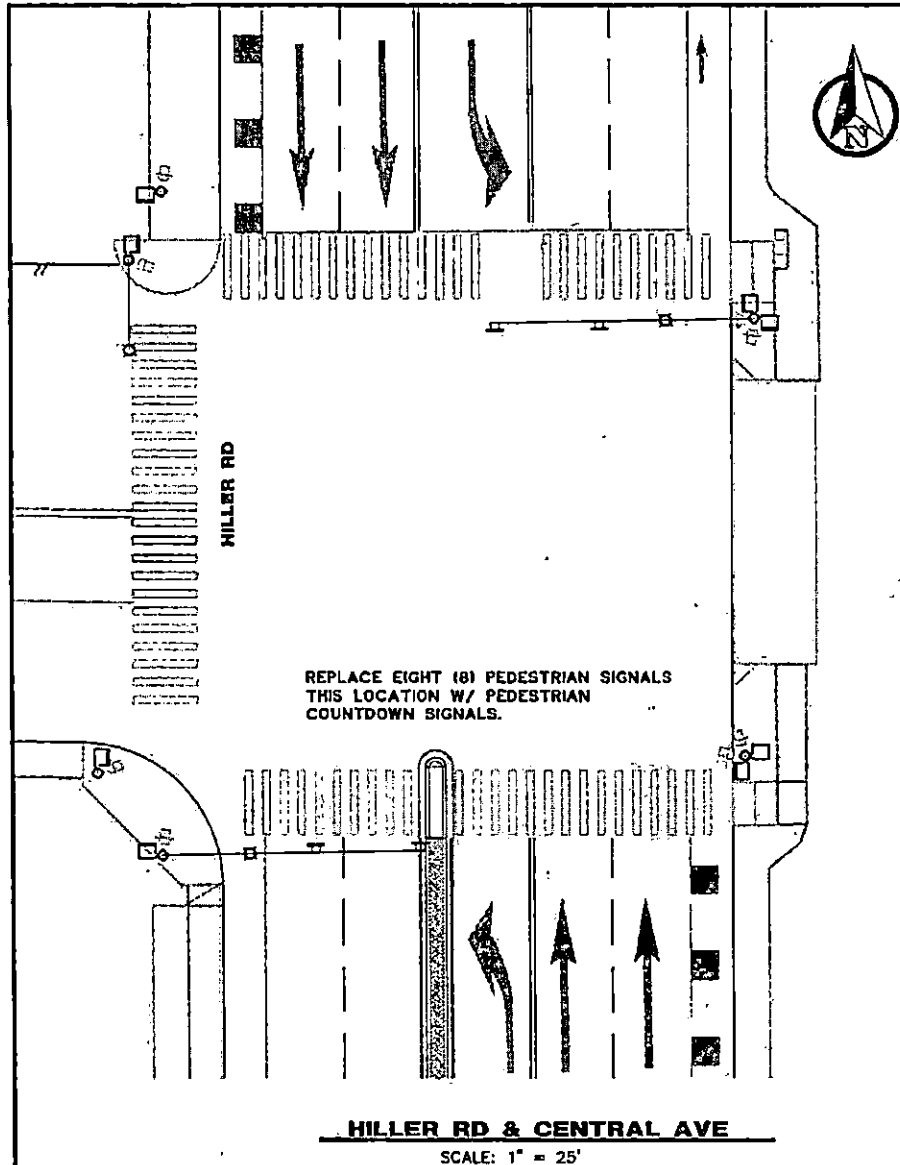 N
HILLER RD
REPLACE EIGHT (8) PEDESTRIAN SIGNALS
THIS LOCATION W/ PEDESTRIAN
COUNTDOWN SIGNALS.
HILLER RD & CENTRAL AVE
SCALE: 1" = 25'